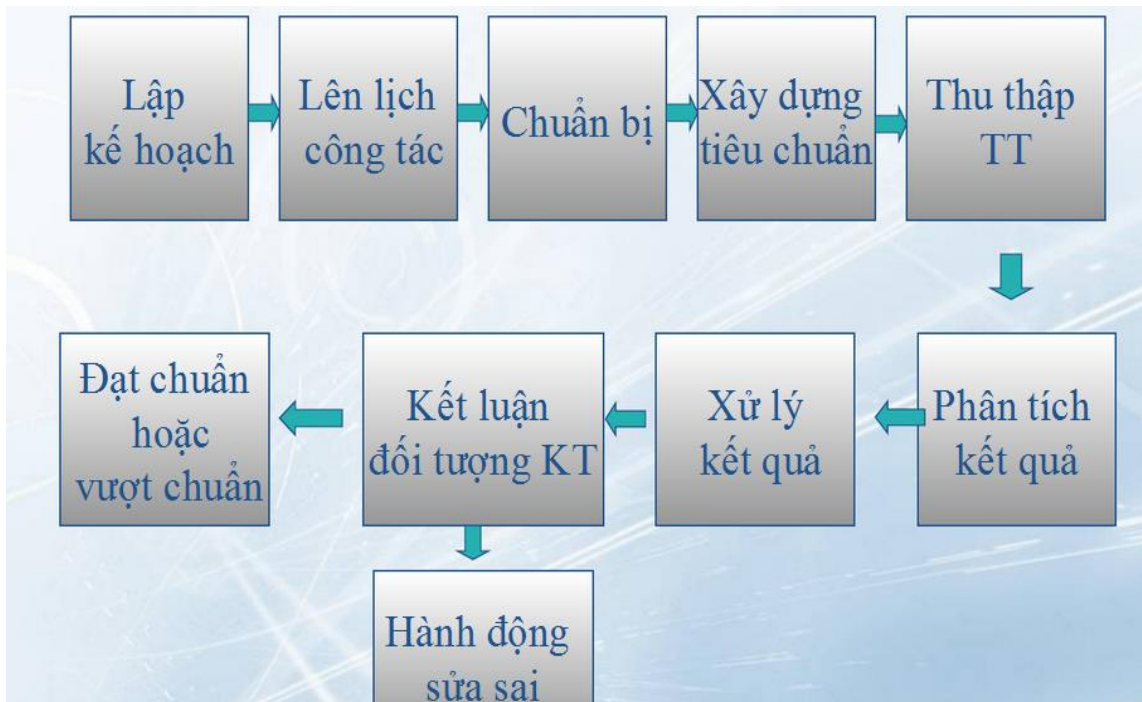 Lập
kế hoạch
Lên lịch
công tác
Chuẩn bị
Xây dựng
tiêu chuẩn
Thu thập
TT
Phân tích
kết quả
Xử lý
kết quả
Kết luận
đối tượng KT
Đạt chuẩn
hoặc
vượt chuẩn
Hành động
sửa sai